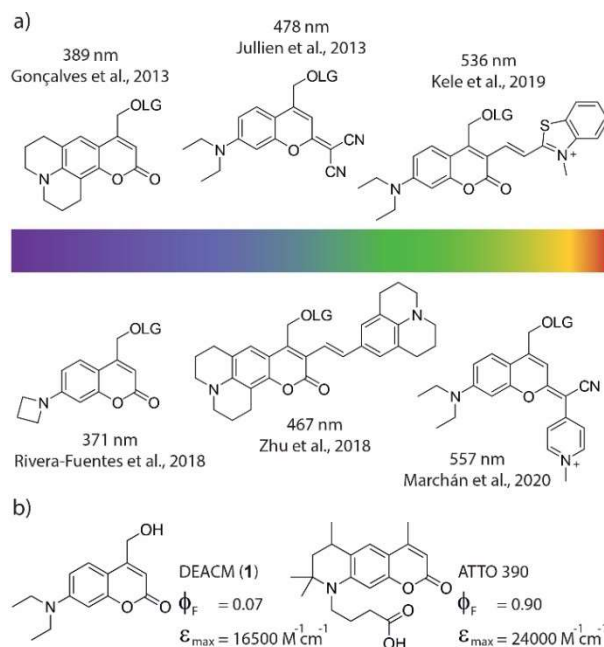 a)
389 nm
Gonçalves et al., 2013
478 nm
Jullien et al., 2013
536 nm
Kele et al., 2019
OLG
N
O
O
OLG
N
O
CN
CN
OLG
N
O
O
S
N+
OLG
N
O
O
371 nm
Rivera-Fuentes et al., 2018
OLG
N
O
O
N
467 nm
Zhu et al., 2018
OLG
N
O
CN
N+
557 nm
Marchán et al., 2020
b)
OH
N
O
O
DEACM (1)
ϕF = 0.07
εmax = 16500 M-1cm-1
N
O
O
O
OH
ATTO 390
ϕF = 0.90
εmax = 24000 M-1cm-1